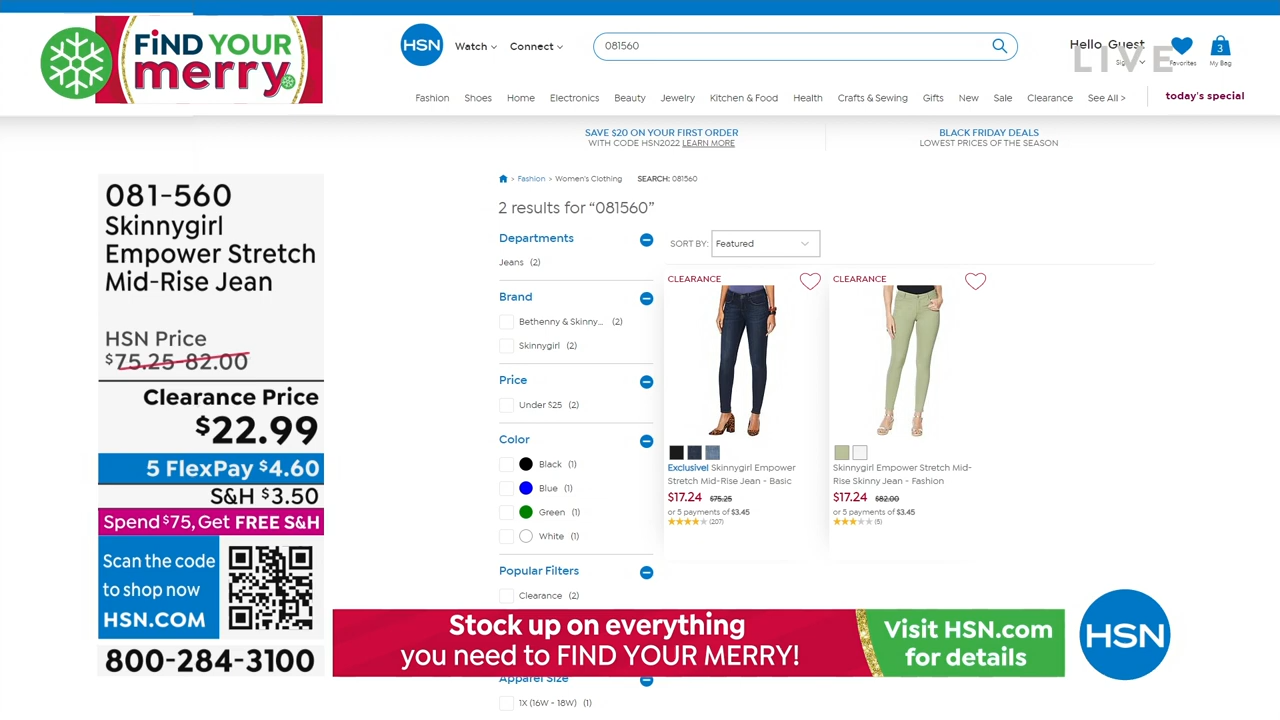 FiND YOUR
merry.
HSN
Watch
Connect
081560
Hello, Guest
LIVE
Favorites
3
My Bag
Fashion
Shoes
Home
Electronics
Beauty
Jewelry
Kitchen & Food
Health
Crafts & Sewing
Gifts
New
Sale
Clearance
See All >
today's special
SAVE $20 ON YOUR FIRST ORDER
WITH CODE HSN2022 LEARN MORE
BLACK FRIDAY DEALS
LOWEST PRICES OF THE SEASON
081-560
Skinnygirl
Empower Stretch
Mid-Rise Jean
HSN Price
$75.25-82.00
Clearance Price
$22.99
5 FlexPay $4.60
S&H $3.50
Spend $75, Get FREE S&H
Scan the code
to shop now
HSN.COM
800-284-3100
> Fashion > Women's Clothing SEARCH: 081560
2 results for “081560”
Departments
Jeans (2)
Brand
Bethenny & Skinny... (2)
Skinnygirl (2)
Price
Under $25 (2)
Color
Black (1)
Blue (1)
Green (1)
White (1)
Popular Filters
Clearance (2)
Apparel Size
1X (16W - 18W) (1)
SORT BY: Featured
CLEARANCE
Exclusive! Skinnygirl Empower
Stretch Mid-Rise Jean - Basic
$17.24 $75.25
or 5 payments of $3.45
(207)
CLEARANCE
Skinnygirl Empower Stretch Mid-
Rise Skinny Jean - Fashion
$17.24 $82.00
or 5 payments of $3.45
(5)
Stock up on everything
you need to FIND YOUR MERRY!
Visit HSN.com
for details
HSN